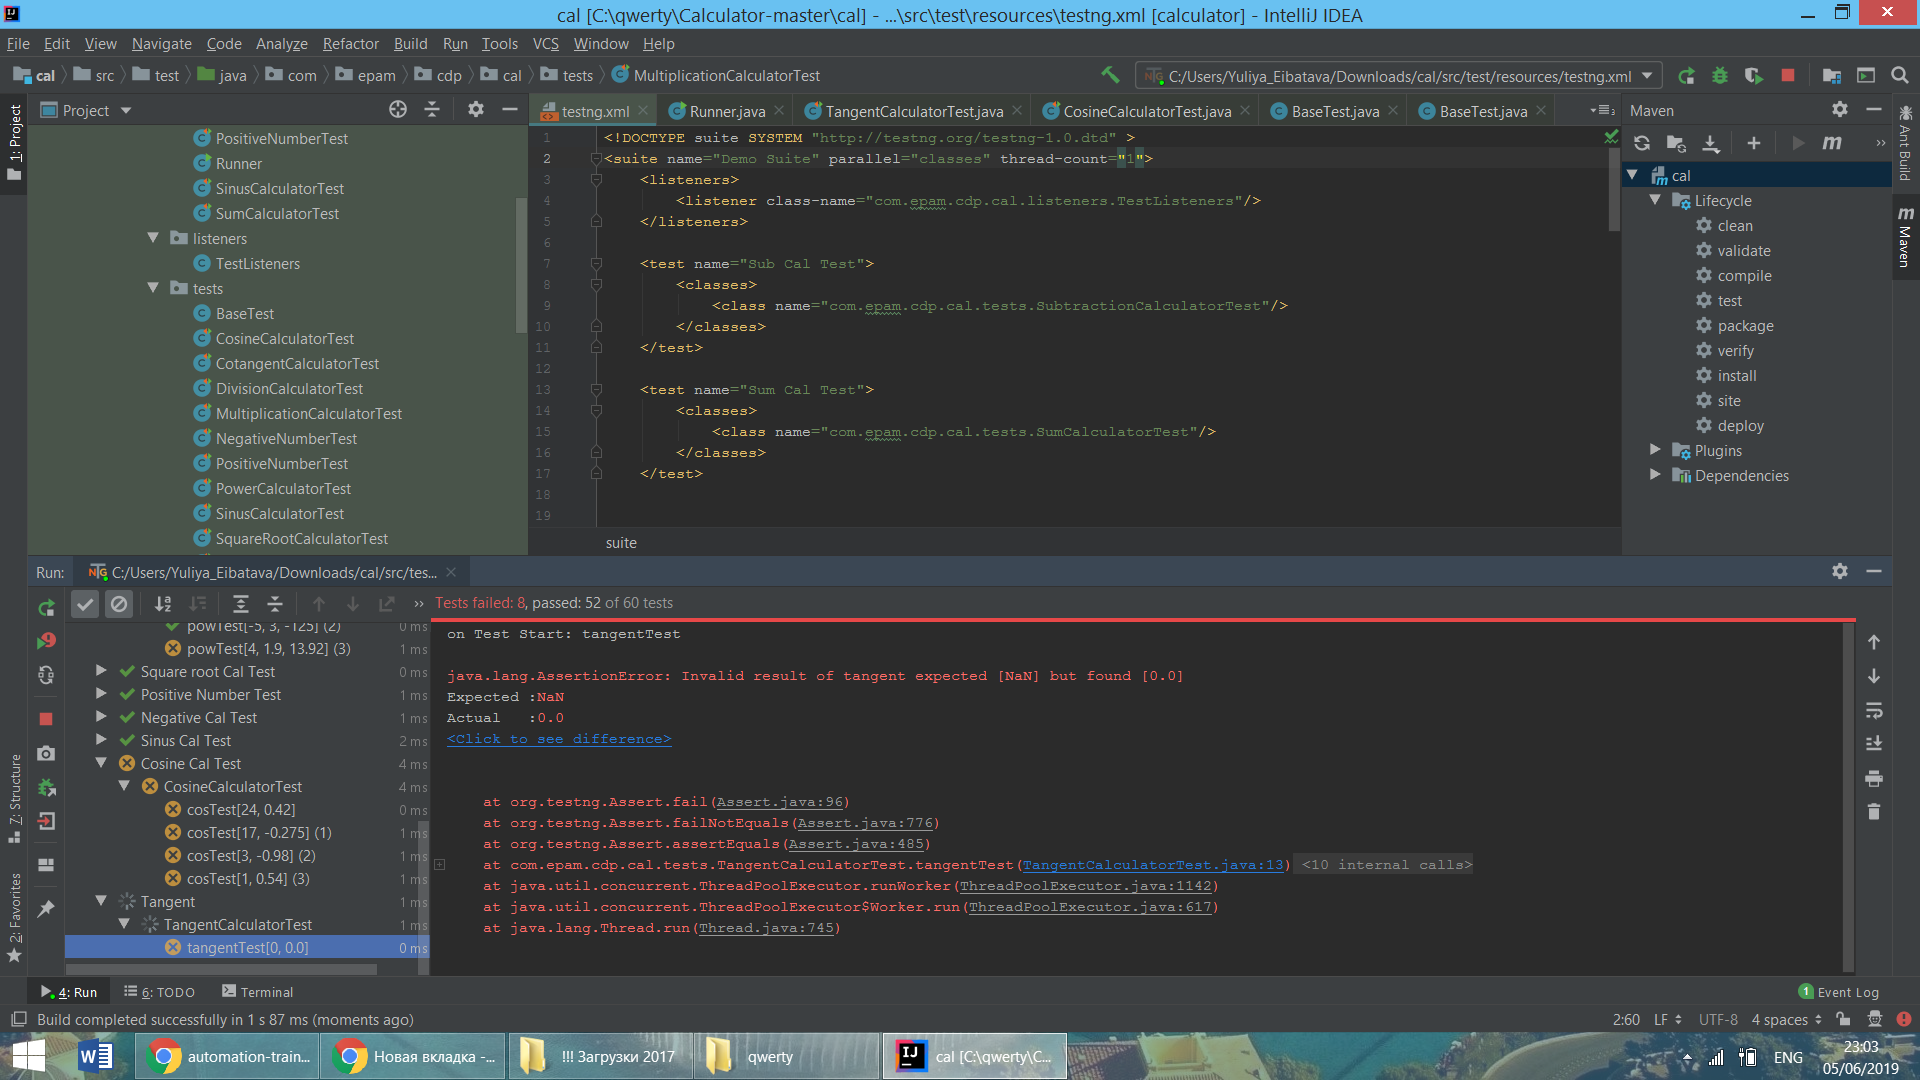 cal [C:\qwerty\Calculator-master\cal] - ...\src\test\resources\testng.xml [calculator] - IntelliJ IDEA
File Edit View Navigate Code Analyze Refactor Build Run Tools VCS Window Help
cal src test java com epam cdp cal tests MultiplicationCalculatorTest
C:/Users/Yuliya_Eibatava/Downloads/cal/src/test/resources/testng.xml
1: Project
Project
testng.xml Runner.java TangentCalculatorTest.java CosineCalculatorTest.java BaseTest.java BaseTest.java
PositiveNumberTest
Runner
SinusCalculatorTest
SumCalculatorTest
listeners
TestListeners
tests
BaseTest
CosineCalculatorTest
CotangentCalculatorTest
DivisionCalculatorTest
MultiplicationCalculatorTest
NegativeNumberTest
PositiveNumberTest
PowerCalculatorTest
SinusCalculatorTest
SquareRootCalculatorTest
1 <!DOCTYPE suite SYSTEM "http://testng.org/testng-1.0.dtd" >
2 <suite name="Demo Suite" parallel="classes" thread-count="1">
3 <listeners>
4 <listener class-name="com.epam.cdp.cal.listeners.TestListeners"/>
5 </listeners>
6
7 <test name="Sub Cal Test">
8 <classes>
9 <class name="com.epam.cdp.cal.tests.SubtractionCalculatorTest"/>
10 </classes>
11 </test>
12
13 <test name="Sum Cal Test">
14 <classes>
15 <class name="com.epam.cdp.cal.tests.SumCalculatorTest"/>
16 </classes>
17 </test>
18
19
suite
Maven
cal
Lifecycle
clean
validate
compile
test
package
verify
install
site
deploy
Plugins
Dependencies
Ant Build
Maven
Run: C:/Users/Yuliya_Eibatava/Downloads/cal/src/tes...
Tests failed: 8, passed: 52 of 60 tests
powTest[-5, 3, -125] (2) 0 ms
powTest[4, 1.9, 13.92] (3) 1 ms
Square root Cal Test 0 ms
Positive Number Test 1 ms
Negative Cal Test 1 ms
Sinus Cal Test 2 ms
Cosine Cal Test 4 ms
CosineCalculatorTest 4 ms
cosTest[24, 0.42] 0 ms
cosTest[17, -0.275] (1) 1 ms
cosTest[3, -0.98] (2) 1 ms
cosTest[1, 0.54] (3) 1 ms
Tangent 1 ms
TangentCalculatorTest 1 ms
tangentTest[0, 0.0] 0 ms
on Test Start: tangentTest
java.lang.AssertionError: Invalid result of tangent expected [NaN] but found [0.0]
Expected :NaN
Actual :0.0
<Click to see difference>
at org.testng.Assert.fail(Assert.java:96)
at org.testng.Assert.failNotEquals(Assert.java:776)
at org.testng.Assert.assertEquals(Assert.java:485)
at com.epam.cdp.cal.tests.TangentCalculatorTest.tangentTest(TangentCalculatorTest.java:13) <10 internal calls>
at java.util.concurrent.ThreadPoolExecutor.runWorker(ThreadPoolExecutor.java:1142)
at java.util.concurrent.ThreadPoolExecutor$Worker.run(ThreadPoolExecutor.java:617)
at java.lang.Thread.run(Thread.java:745)
7: Structure
2: Favorites
4: Run 6: TODO Terminal
1 Event Log
Build completed successfully in 1 s 87 ms (moments ago)
2:60 LF UTF-8 4 spaces
automation-train... Новая вкладка -... !!! Загрузки 2017 qwerty cal [C:\qwerty\C...
ENG
23:03
05/06/2019